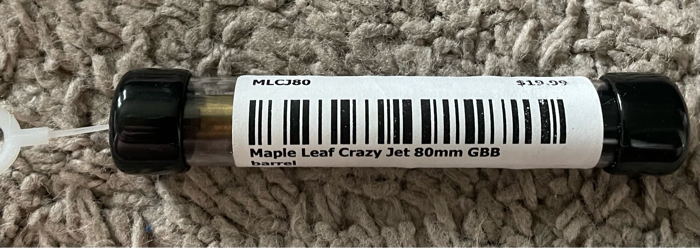 MLCJ80 $19.99
Maple Leaf Crazy Jet 80mm GBB
barrel